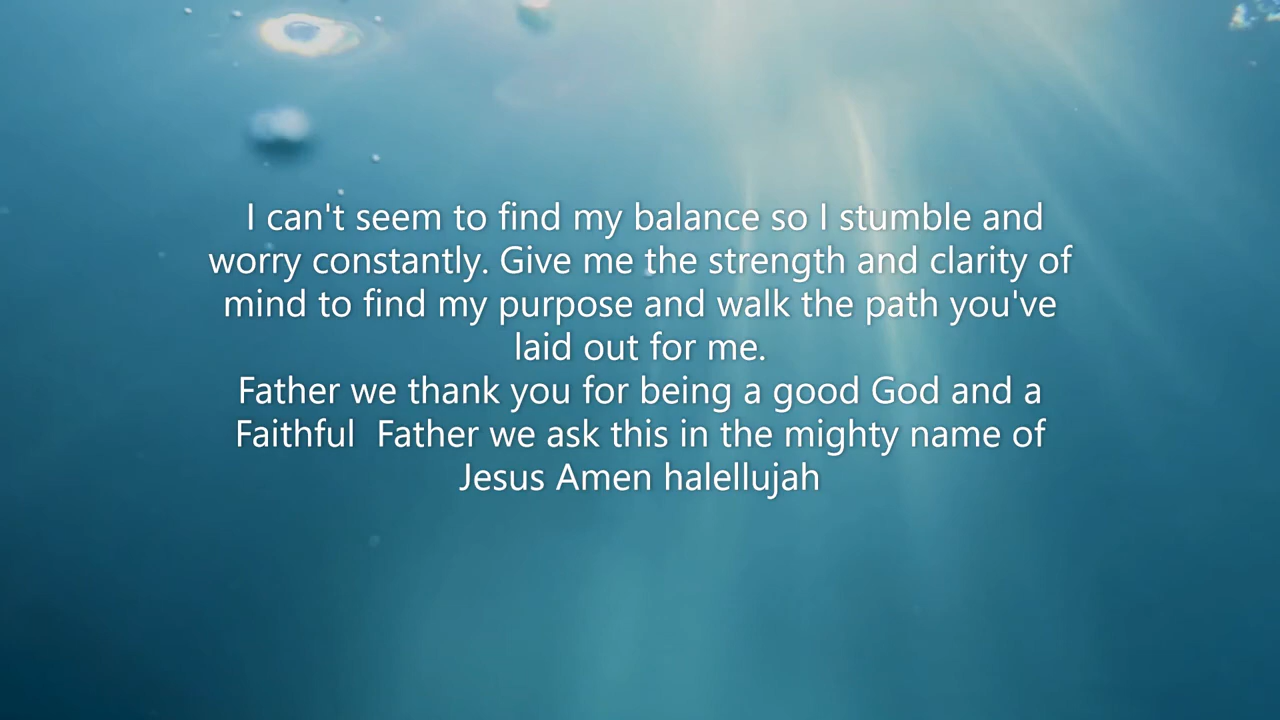 I can't seem to find my balance so I stumble and
worry constantly. Give me the strength and clarity of
mind to find my purpose and walk the path you've
laid out for me.
Father we thank you for being a good God and a
Faithful  Father we ask this in the mighty name of
Jesus Amen halellujah